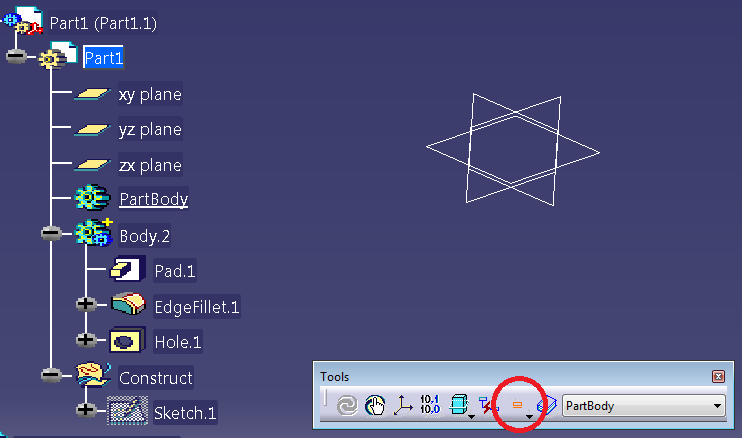 Part1 (Part1.1)
Part1
xy plane
yz plane
zx plane
PartBody
Body.2
Pad.1
EdgeFillet.1
Hole.1
Construct
Sketch.1
Tools
10,1
10,0
PartBody